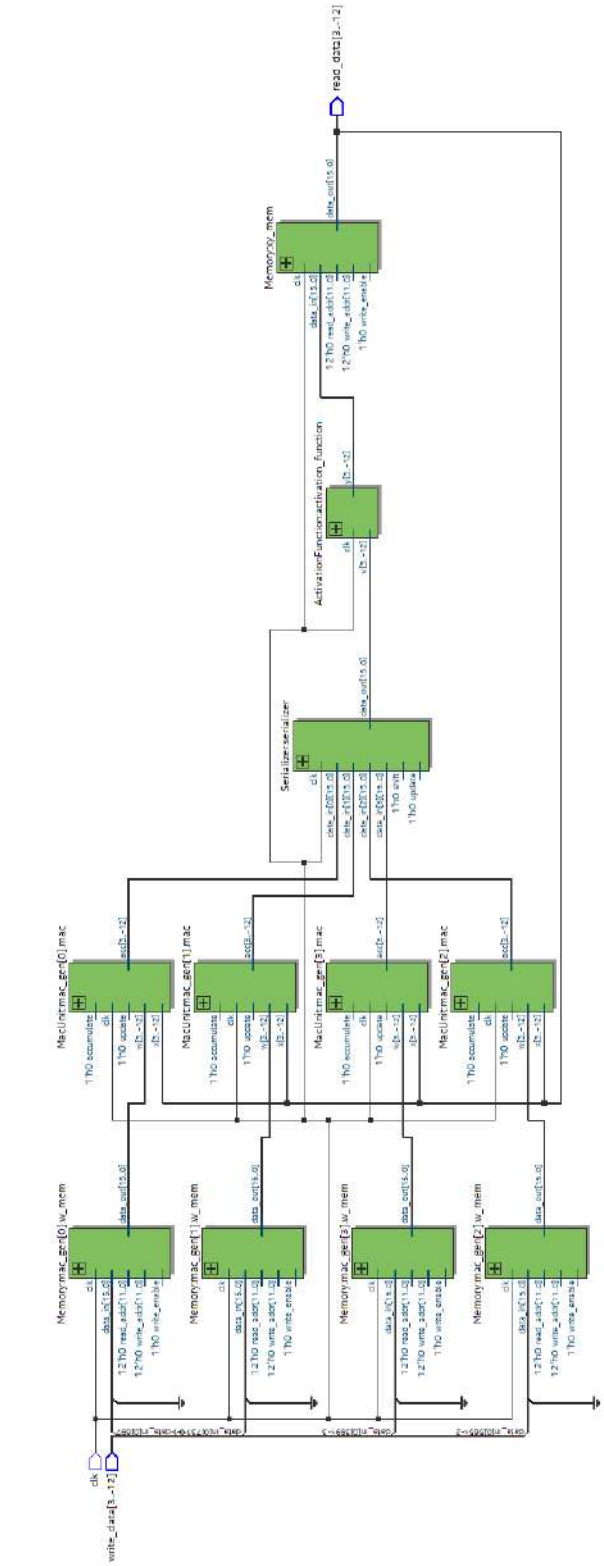 clk
write_data[3..-12]
Memory:mac_gen[0].w_mem
clk
data_in[15..0]
12'h0 read_addr[11..0]
12'h0 write_addr[11..0]
1'h0 write_enable
data_out[15..0]
Memory:mac_gen[1].w_mem
clk
data_in[15..0]
12'h0 read_addr[11..0]
12'h0 write_addr[11..0]
1'h0 write_enable
data_out[15..0]
Memory:mac_gen[3].w_mem
clk
data_in[15..0]
12'h0 read_addr[11..0]
12'h0 write_addr[11..0]
1'h0 write_enable
data_out[15..0]
Memory:mac_gen[2].w_mem
clk
data_in[15..0]
12'h0 read_addr[11..0]
12'h0 write_addr[11..0]
1'h0 write_enable
data_out[15..0]
MacUnit:mac_gen[0].mac
1'h0 accumulate
clk
1'h0 update
w[3..-12]
x[3..-12]
acc[3..-12]
MacUnit:mac_gen[1].mac
1'h0 accumulate
clk
1'h0 update
w[3..-12]
x[3..-12]
acc[3..-12]
MacUnit:mac_gen[3].mac
1'h0 accumulate
clk
1'h0 update
w[3..-12]
x[3..-12]
acc[3..-12]
MacUnit:mac_gen[2].mac
1'h0 accumulate
clk
1'h0 update
w[3..-12]
x[3..-12]
acc[3..-12]
Serializer:serializer
clk
data_in[0][15..0]
data_in[1][15..0]
data_in[2][15..0]
data_in[3][15..0]
1'h0 shift
1'h0 update
data_out[15..0]
ActivationFunction:activation_function
clk
x[3..-12]
y[3..-12]
Memory:xy_mem
clk
data_in[15..0]
12'h0 read_addr[11..0]
12'h0 write_addr[11..0]
1'h0 write_enable
data_out[15..0]
read_data[3..-12]